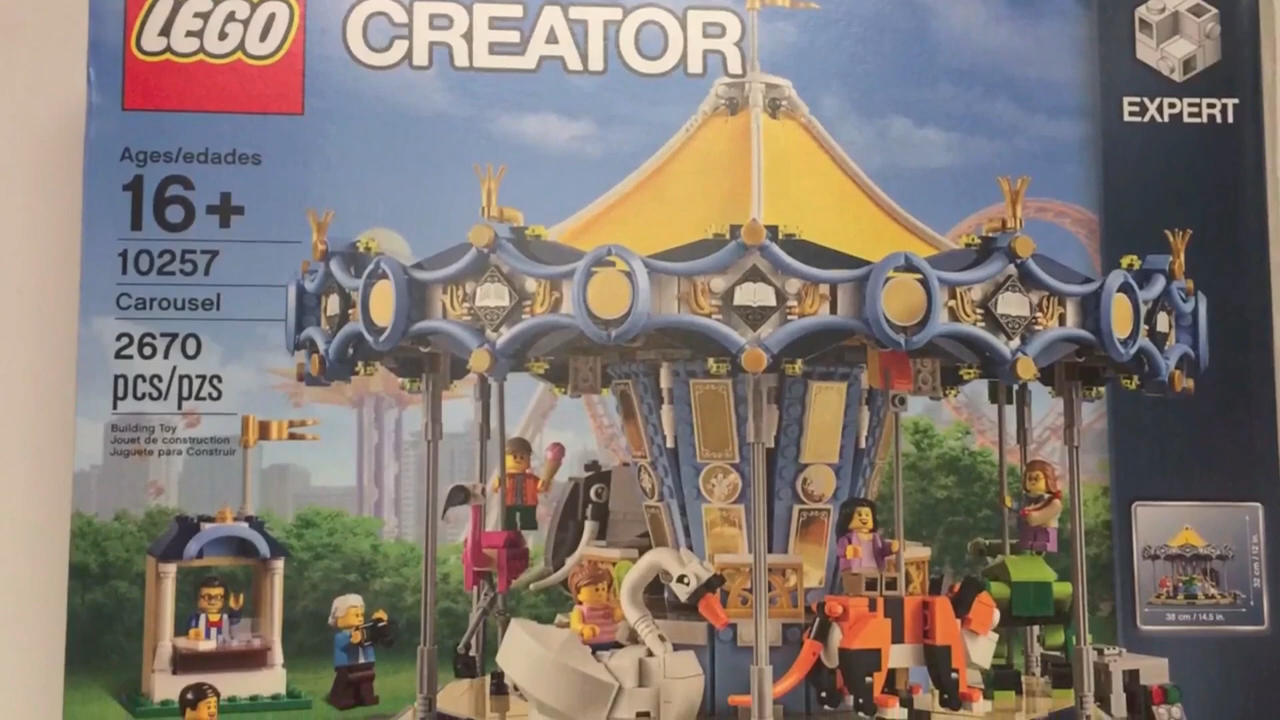 LEGO
CREATOR
EXPERT
Ages/edades
16+
10257
Carousel
2670
pcs/pzs
Building Toy
Jouet de construction
Juguete para Construir
32 cm / 12 in.
38 cm / 14.5 in.